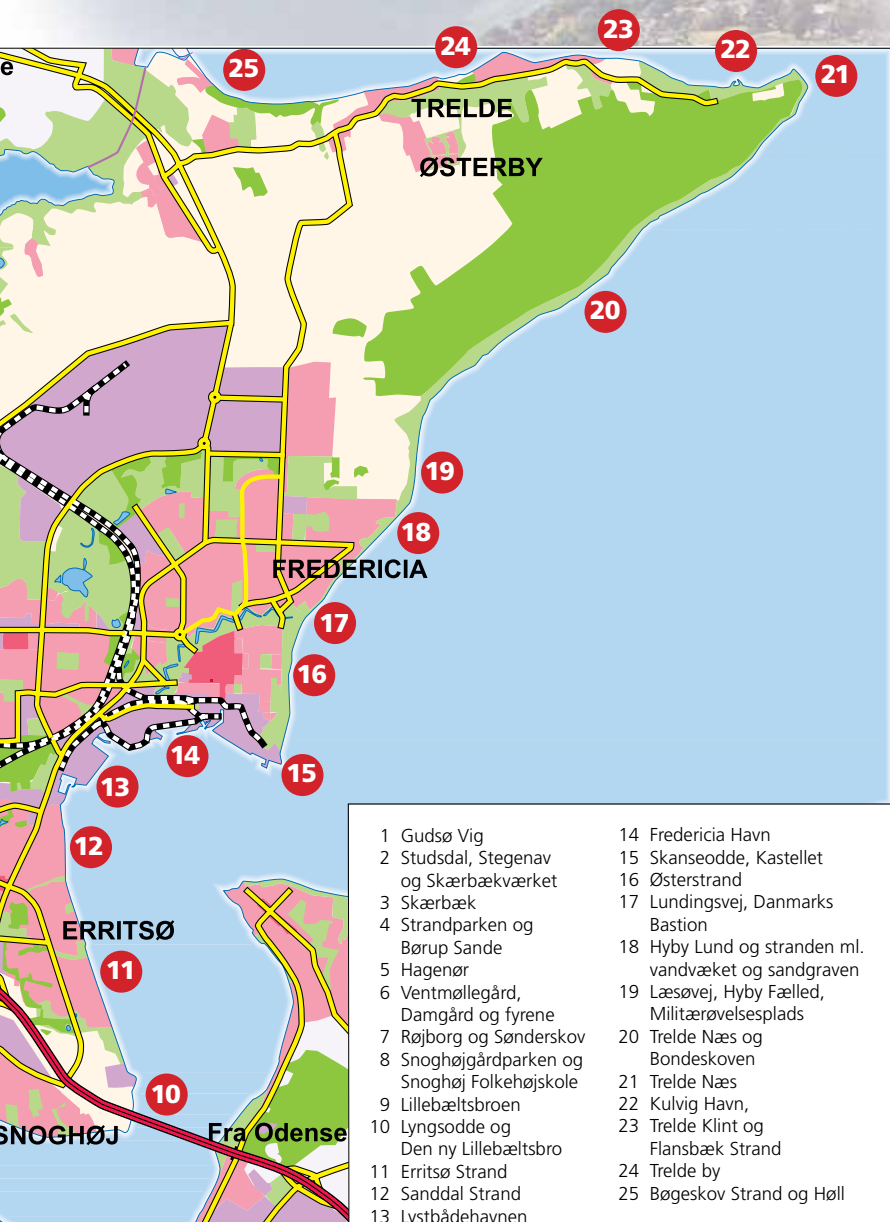 23
24
22
25
21
e
TRELDE
ØSTERBY
20
19
18
FREDERICIA
17
16
14
15
13
12
ERRITSØ
11
10
SNOGHØJ
Fra Odense
1 Gudsø Vig
2 Studsdal, Stegenav
og Skærbækværket
3 Skærbæk
4 Strandparken og
Børup Sande
5 Hagenør
6 Ventmøllegård,
Damgård og fyrene
7 Røjborg og Sønderskov
8 Snoghøjgårdparken og
Snoghøj Folkehøjskole
9 Lillebæltsbroen
10 Lyngsodde og
Den ny Lillebæltsbro
11 Erritsø Strand
12 Sanddal Strand
13 Lystbådehavnen
14 Fredericia Havn
15 Skanseodde, Kastellet
16 Østerstrand
17 Lundingsvej, Danmarks
Bastion
18 Hyby Lund og stranden ml.
vandvæket og sandgraven
19 Læsøvej, Hyby Fælled,
Militærøvelsesplads
20 Trelde Næs og
Bondeskoven
21 Trelde Næs
22 Kulvig Havn,
23 Trelde Klint og
Flansbæk Strand
24 Trelde by
25 Bøgeskov Strand og Høll